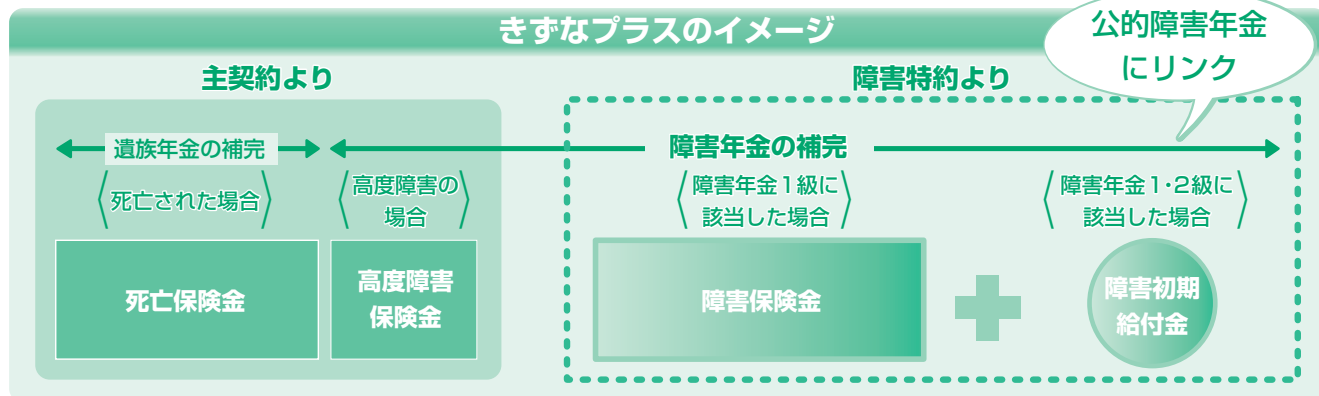 きずなプラスのイメージ
公的障害年金
にリンク
主契約より
障害特約より
遺族年金の補完
障害年金の補完
死亡された場合
高度障害の
場合
障害年金1級に
該当した場合
障害年金1・2級に
該当した場合
死亡保険金
高度障害
保険金
障害保険金
障害初期
給付金